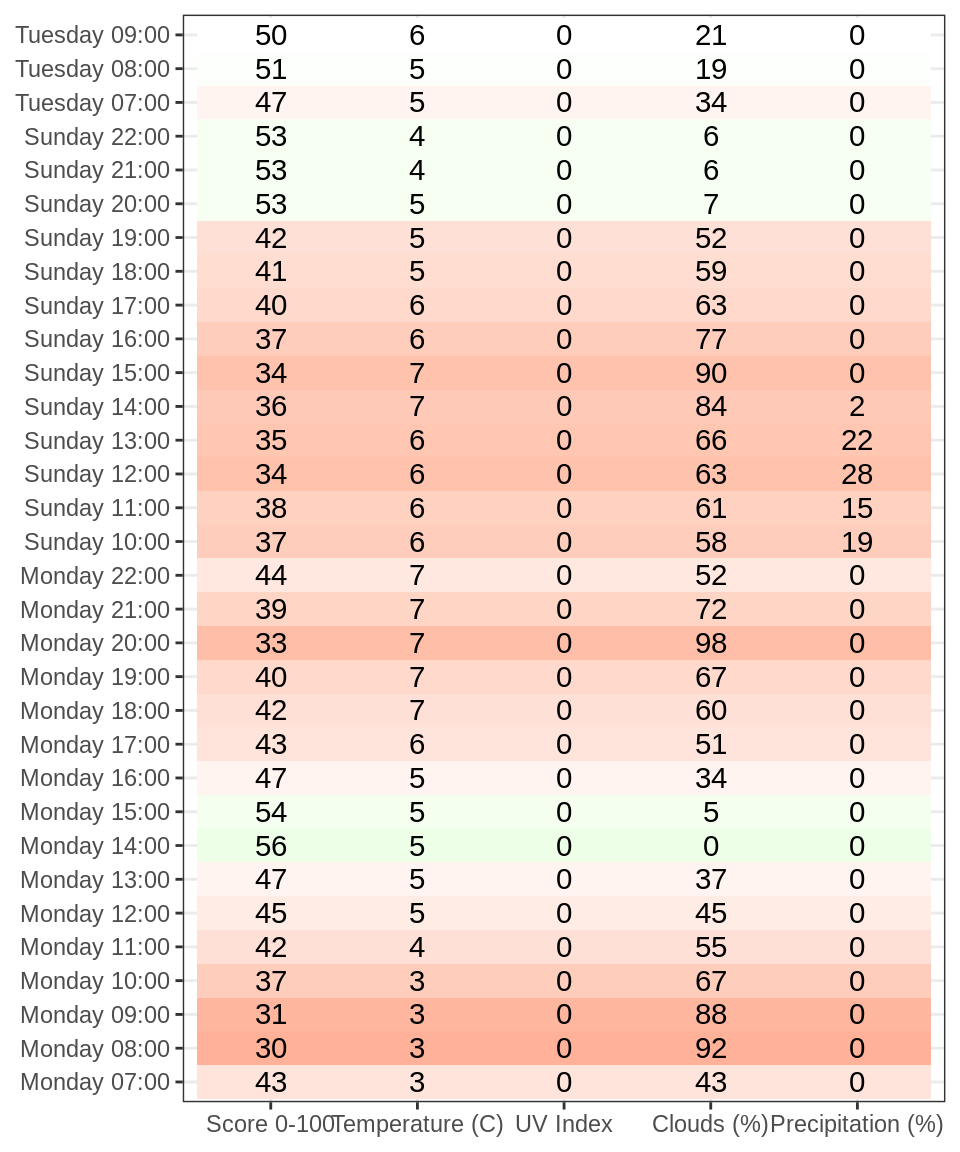 Tuesday 09:00 50 6 0 21 0
Tuesday 08:00 51 5 0 19 0
Tuesday 07:00 47 5 0 34 0
Sunday 22:00 53 4 0 6 0
Sunday 21:00 53 4 0 6 0
Sunday 20:00 53 5 0 7 0
Sunday 19:00 42 5 0 52 0
Sunday 18:00 41 5 0 59 0
Sunday 17:00 40 6 0 63 0
Sunday 16:00 37 6 0 77 0
Sunday 15:00 34 7 0 90 0
Sunday 14:00 36 7 0 84 2
Sunday 13:00 35 6 0 66 22
Sunday 12:00 34 6 0 63 28
Sunday 11:00 38 6 0 61 15
Sunday 10:00 37 6 0 58 19
Monday 22:00 44 7 0 52 0
Monday 21:00 39 7 0 72 0
Monday 20:00 33 7 0 98 0
Monday 19:00 40 7 0 67 0
Monday 18:00 42 7 0 60 0
Monday 17:00 43 6 0 51 0
Monday 16:00 47 5 0 34 0
Monday 15:00 54 5 0 5 0
Monday 14:00 56 5 0 0 0
Monday 13:00 47 5 0 37 0
Monday 12:00 45 5 0 45 0
Monday 11:00 42 4 0 55 0
Monday 10:00 37 3 0 67 0
Monday 09:00 31 3 0 88 0
Monday 08:00 30 3 0 92 0
Monday 07:00 43 3 0 43 0
Score 0-100 Temperature (C) UV Index Clouds (%) Precipitation (%)